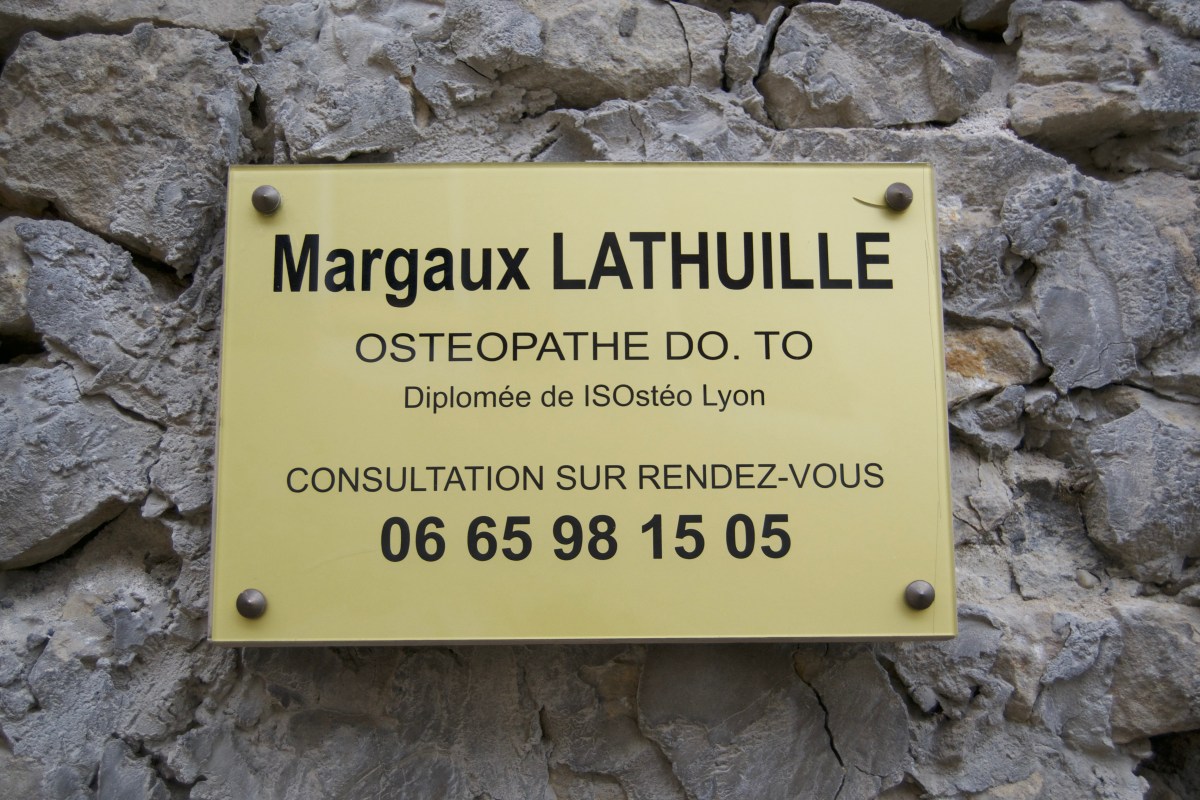 Margaux LATHUILLE
OSTEOPATHE DO. TO
Diplomée de ISOstéo Lyon
CONSULTATION SUR RENDEZ-VOUS
06 65 98 15 05